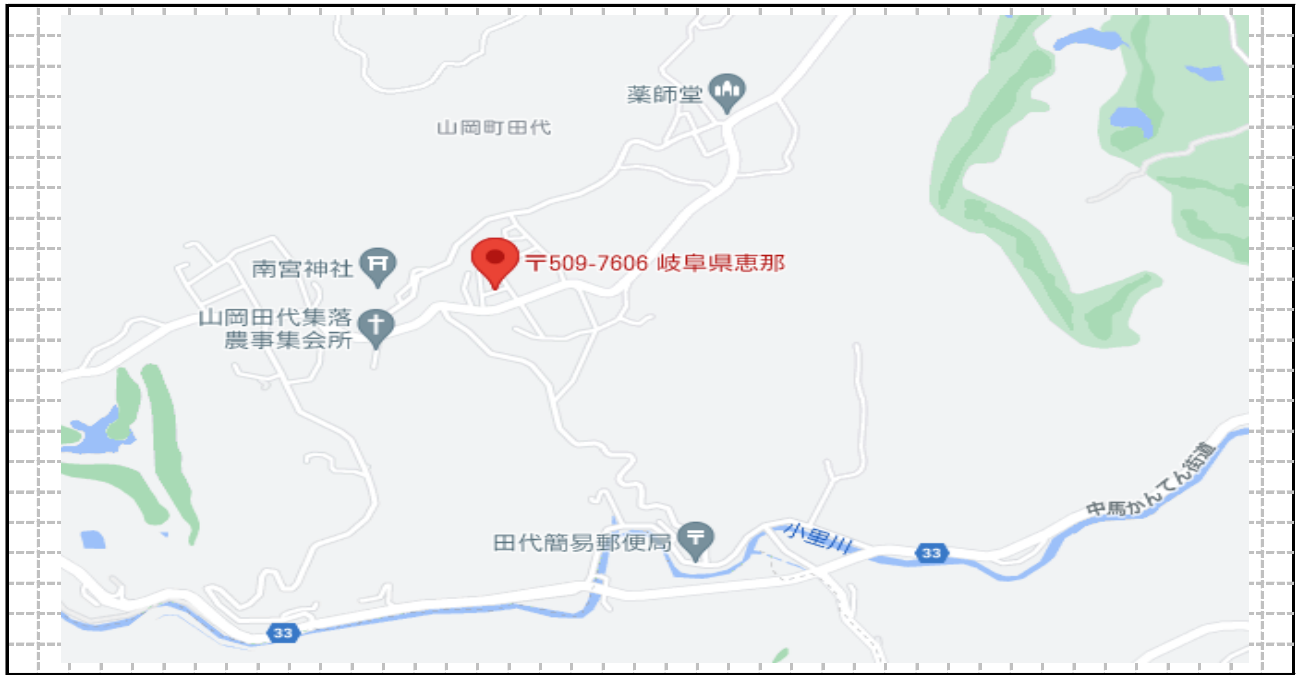 薬師堂
山岡町田代
南宮神社
〒509-7606 岐阜県恵那
山岡田代集落
農事集会所
中馬かんてん街道
田代簡易郵便局
小里川
33
33